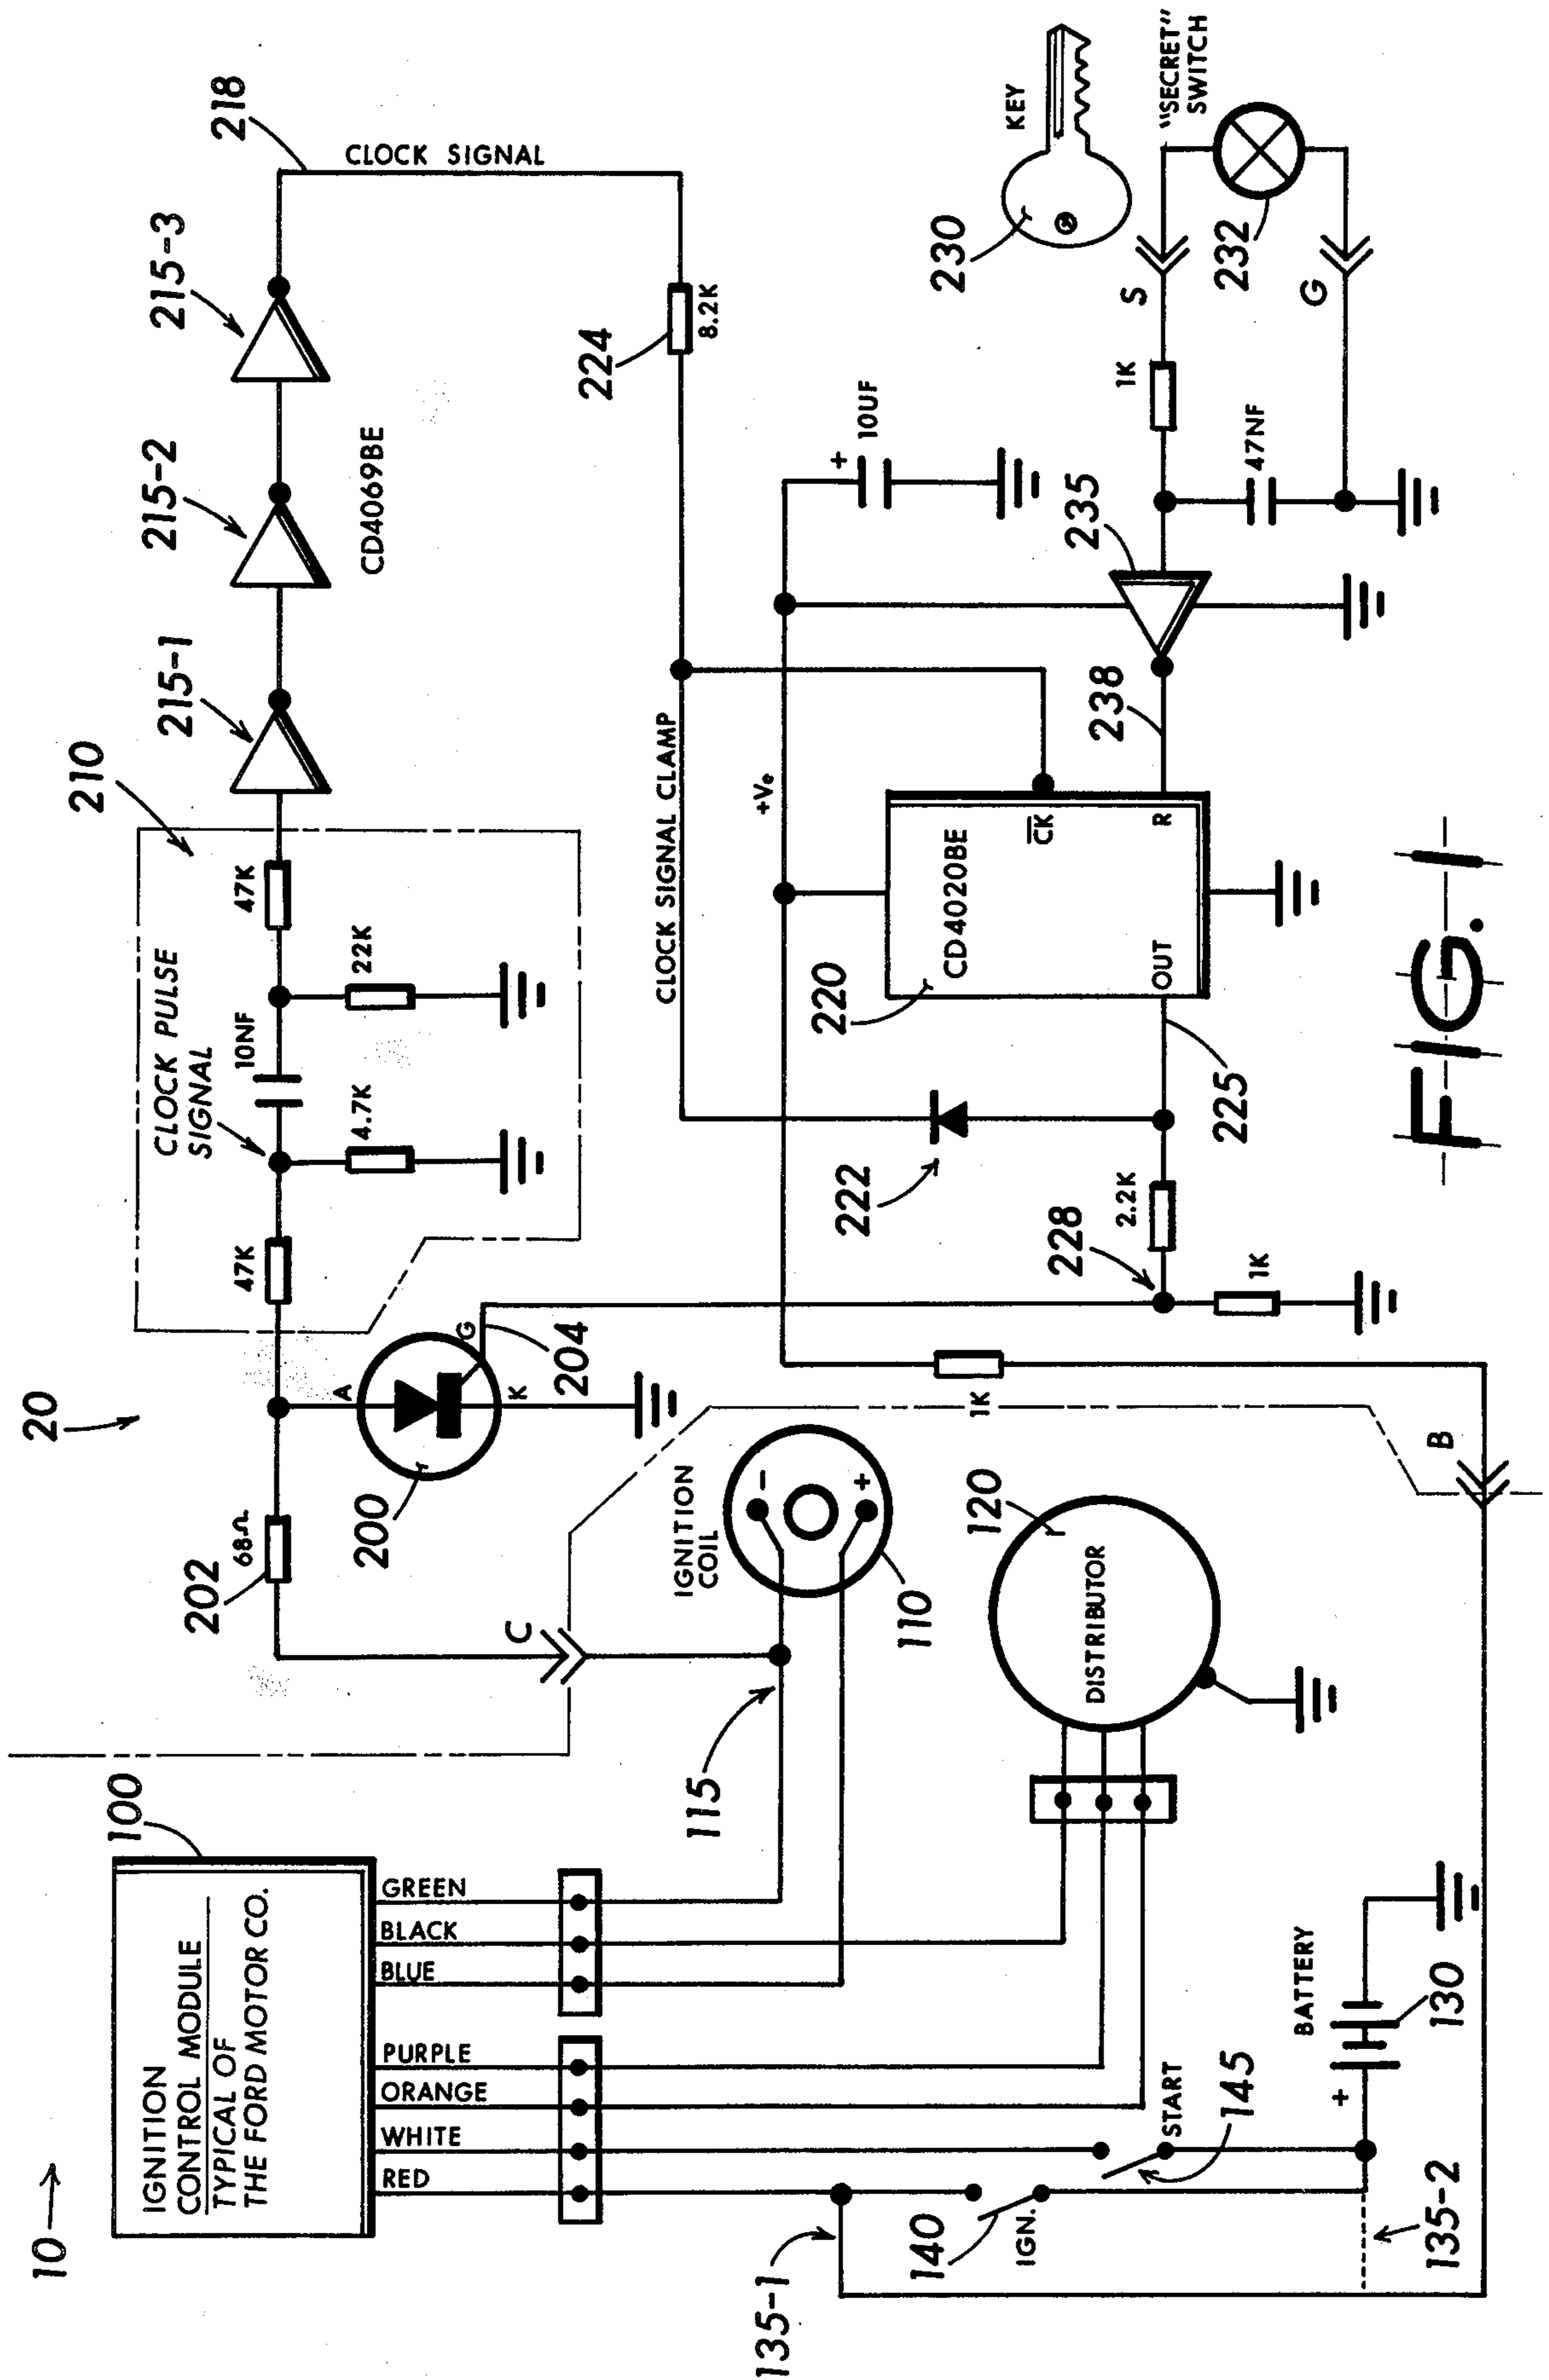 10
100
IGNITION
CONTROL MODULE
TYPICAL OF
THE FORD MOTOR CO.
RED
WHITE
ORANGE
PURPLE
BLUE
BLACK
GREEN
135-1
140
IGN.
START
145
135-2
+
BATTERY
130
115
DISTRIBUTOR
120
110
IGNITION
COIL
-
+
C
B
20
202
68Ω
200
A
G
K
204
47K
CLOCK PULSE
SIGNAL
4.7K
10NF
22K
47K
210
215-1
215-2
215-3
CD4069BE
218
CLOCK SIGNAL
224
8.2K
CLOCK SIGNAL CLAMP
+Ve
1K
10UF
+
222
220
CD4020BE
CK
R
OUT
225
2.2K
228
1K
238
235
47NF
1K
S
G
230
KEY
232
"SECRET"
SWITCH
FIG. 1